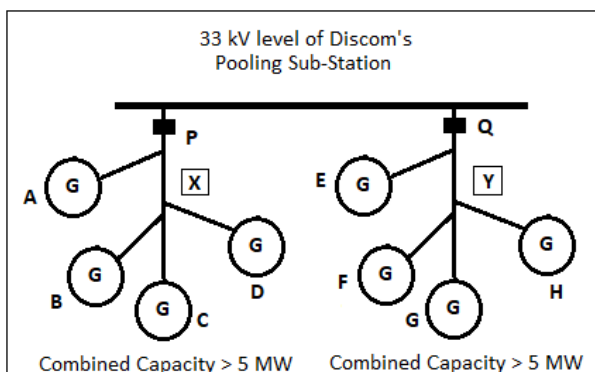 33 kV level of Discom's
Pooling Sub-Station
P
Q
A
G
X
E
G
Y
B
G
G
D
F
G
G
H
G
C
G
G
Combined Capacity > 5 MW
Combined Capacity > 5 MW